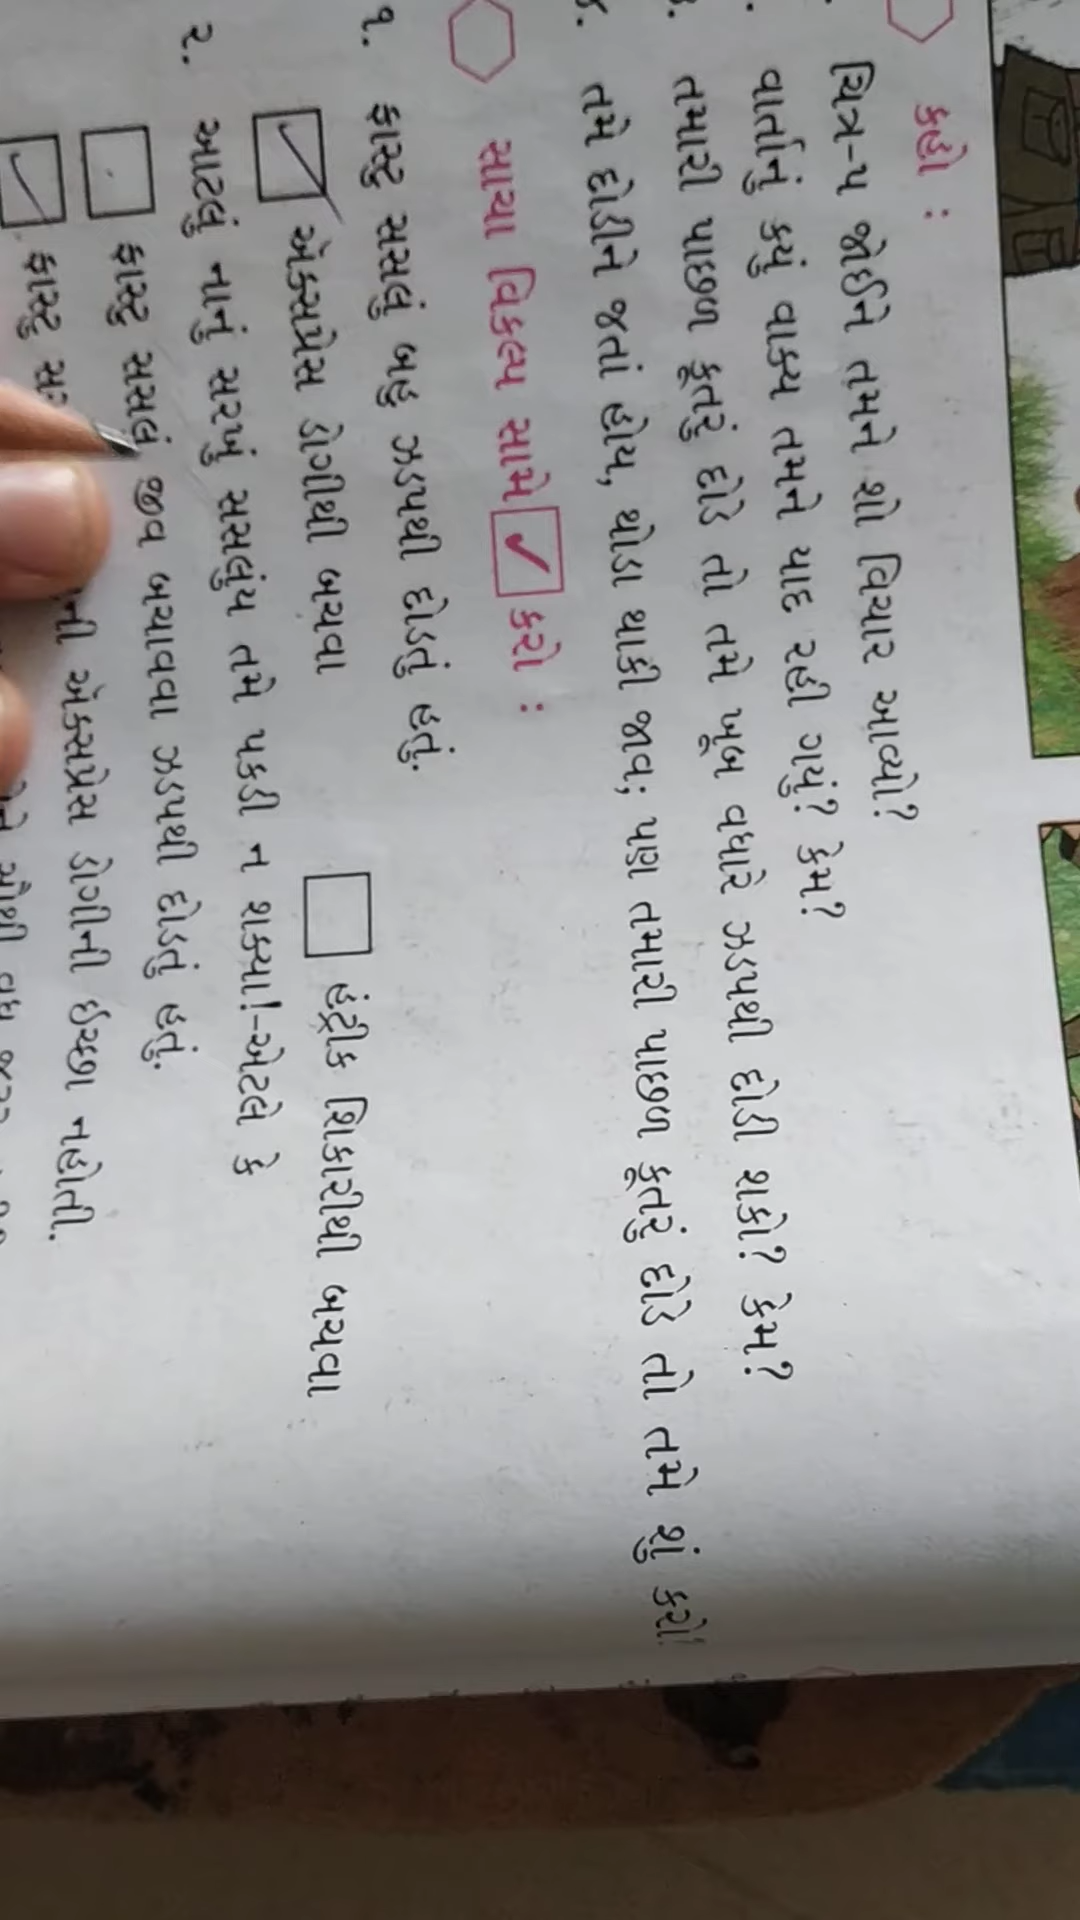 કહો :
ચિત્ર-૫ જોઈને તમને શો વિચાર આવ્યો?
વાર્તાનું કયું વાક્ય તમને યાદ રહી ગયું? કેમ?
તમારી પાછળ કૂતરું દોડે તો તમે ખૂબ વધારે ઝડપથી દોડી શકો? કેમ?
તમે દોડીને જતાં હોય, થોડા થાકી જાવ; પણ તમારી પાછળ કૂતરું દોડે તો તમે શું કરો
સાચા વિકલ્પ સામે ✓ કરો :
૧. ફાસ્ટુ સસલું બહુ ઝડપથી દોડતું હતું.
✓ એક્સપ્રેસ ડોગીથી બચવા હંટ્રીક શિકારીથી બચવા
૨. આટલું નાનું સરખું સસલુંય તમે પકડી ન શક્યા!-એટલે કે
ફાસ્ટુ સસલું જીવ બચાવવા ઝડપથી દોડતું હતું.
✓ ફાસ્ટુ એક્સપ્રેસ ડોગીની ઈચ્છા નહોતી.